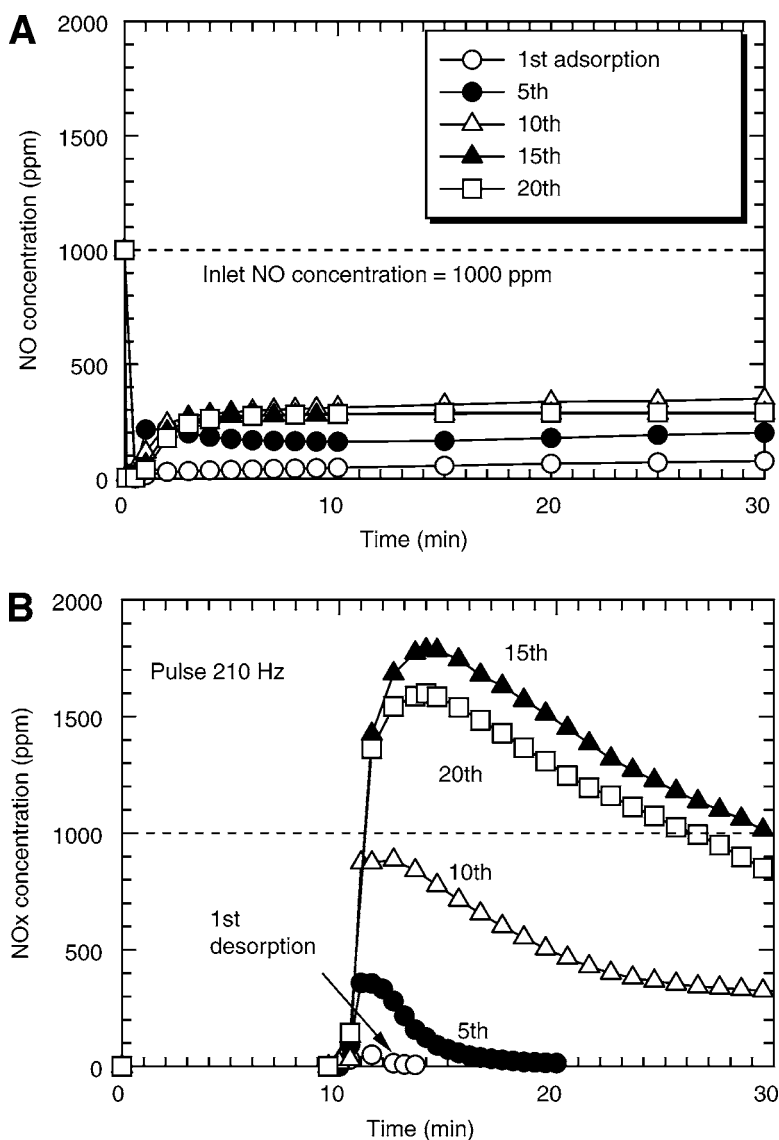 A
2000
1500
1000
500
0
NO concentration (ppm)
1st adsorption
5th
10th
15th
20th
Inlet NO concentration = 1000 ppm
0
10
20
30
Time (min)
B
2000
1500
1000
500
0
NOx concentration (ppm)
Pulse 210 Hz
15th
20th
10th
1st
desorption
5th
0
10
20
30
Time (min)